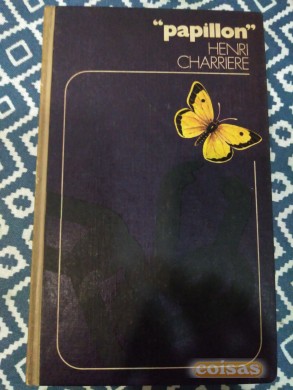 "papillon"
HENRI
CHARRIERE
coisas